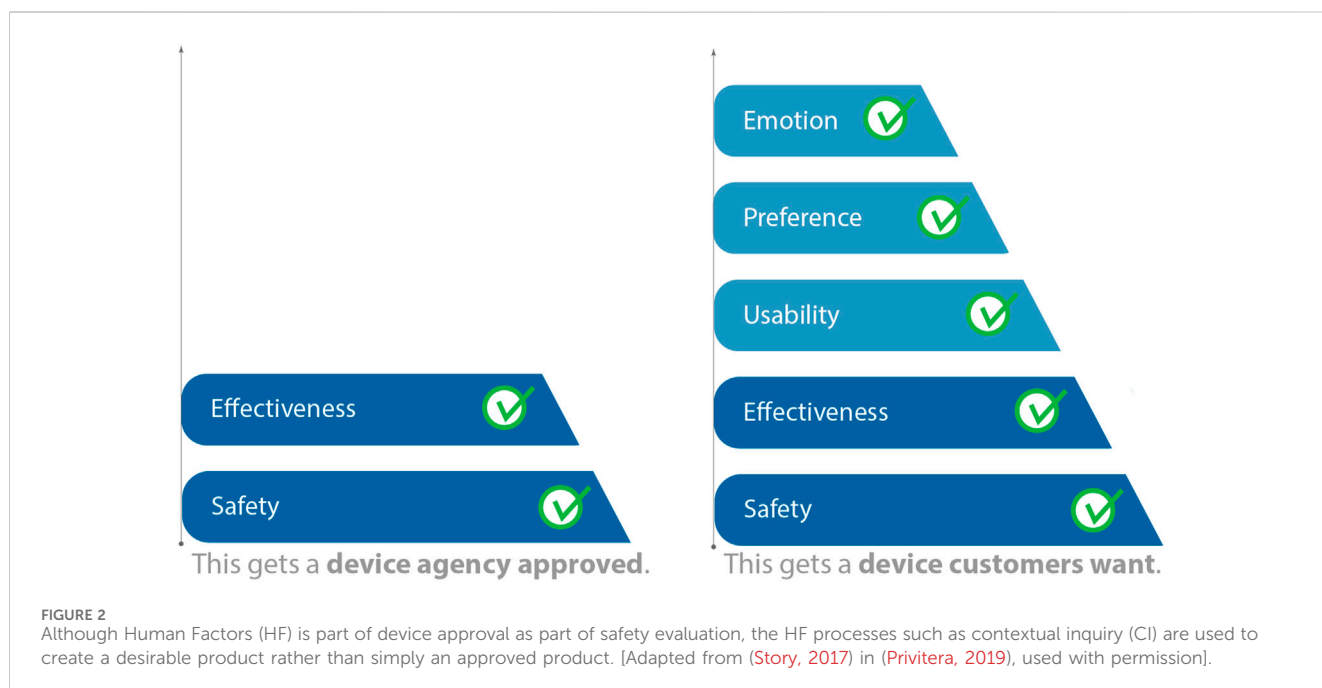 Effectiveness
Safety
This gets a device agency approved.
Emotion
Preference
Usability
Effectiveness
Safety
This gets a device customers want.
FIGURE 2
Although Human Factors (HF) is part of device approval as part of safety evaluation, the HF processes such as contextual inquiry (CI) are used to
create a desirable product rather than simply an approved product. [Adapted from (Story, 2017) in (Privitera, 2019), used with permission].